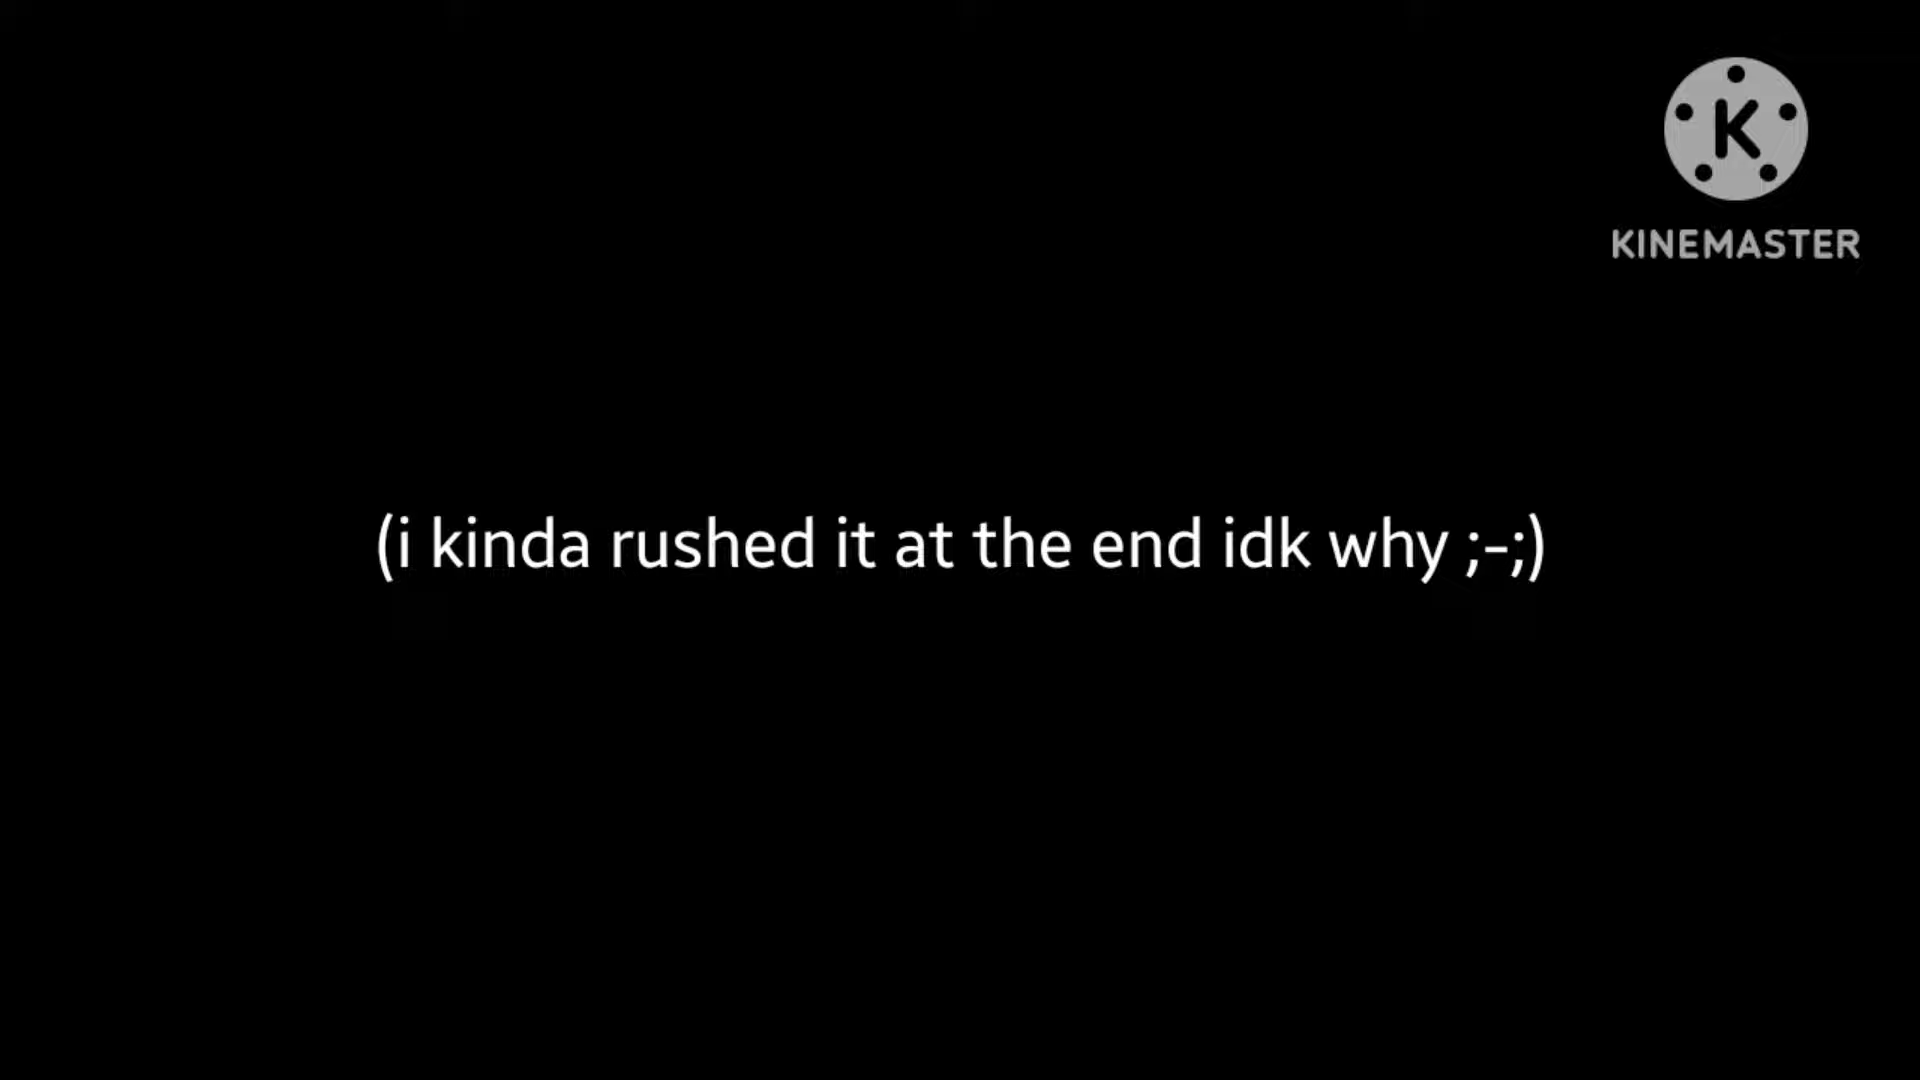 K
KINEMASTER
(i kinda rushed it at the end idk why ;-;)